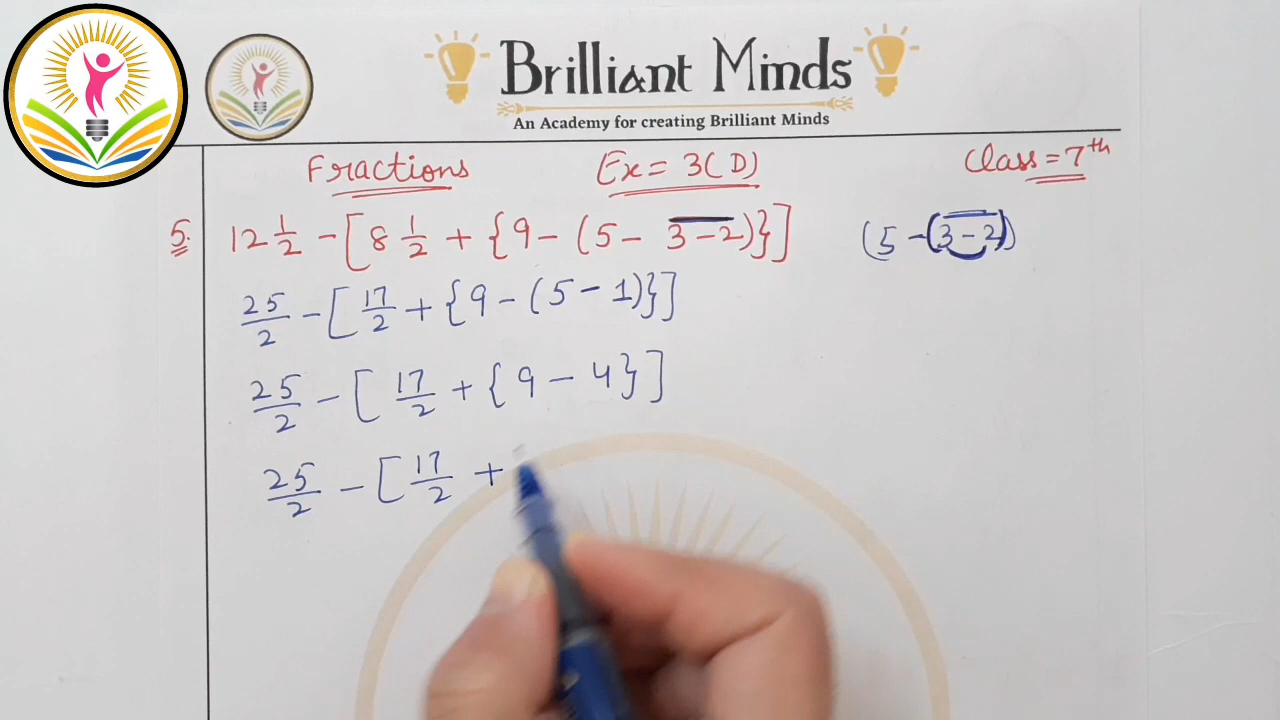 Brilliant Minds
An Academy for creating Brilliant Minds
Fractions Ex = 3(D) Class = 7th
5. 12 1/2 - [8 1/2 + {9 - (5 - 3-2)}] (5 - (3-2))
25/2 - [17/2 + {9 - (5 - 1)}]
25/2 - [17/2 + {9 - 4}]
25/2 - [17/2 +